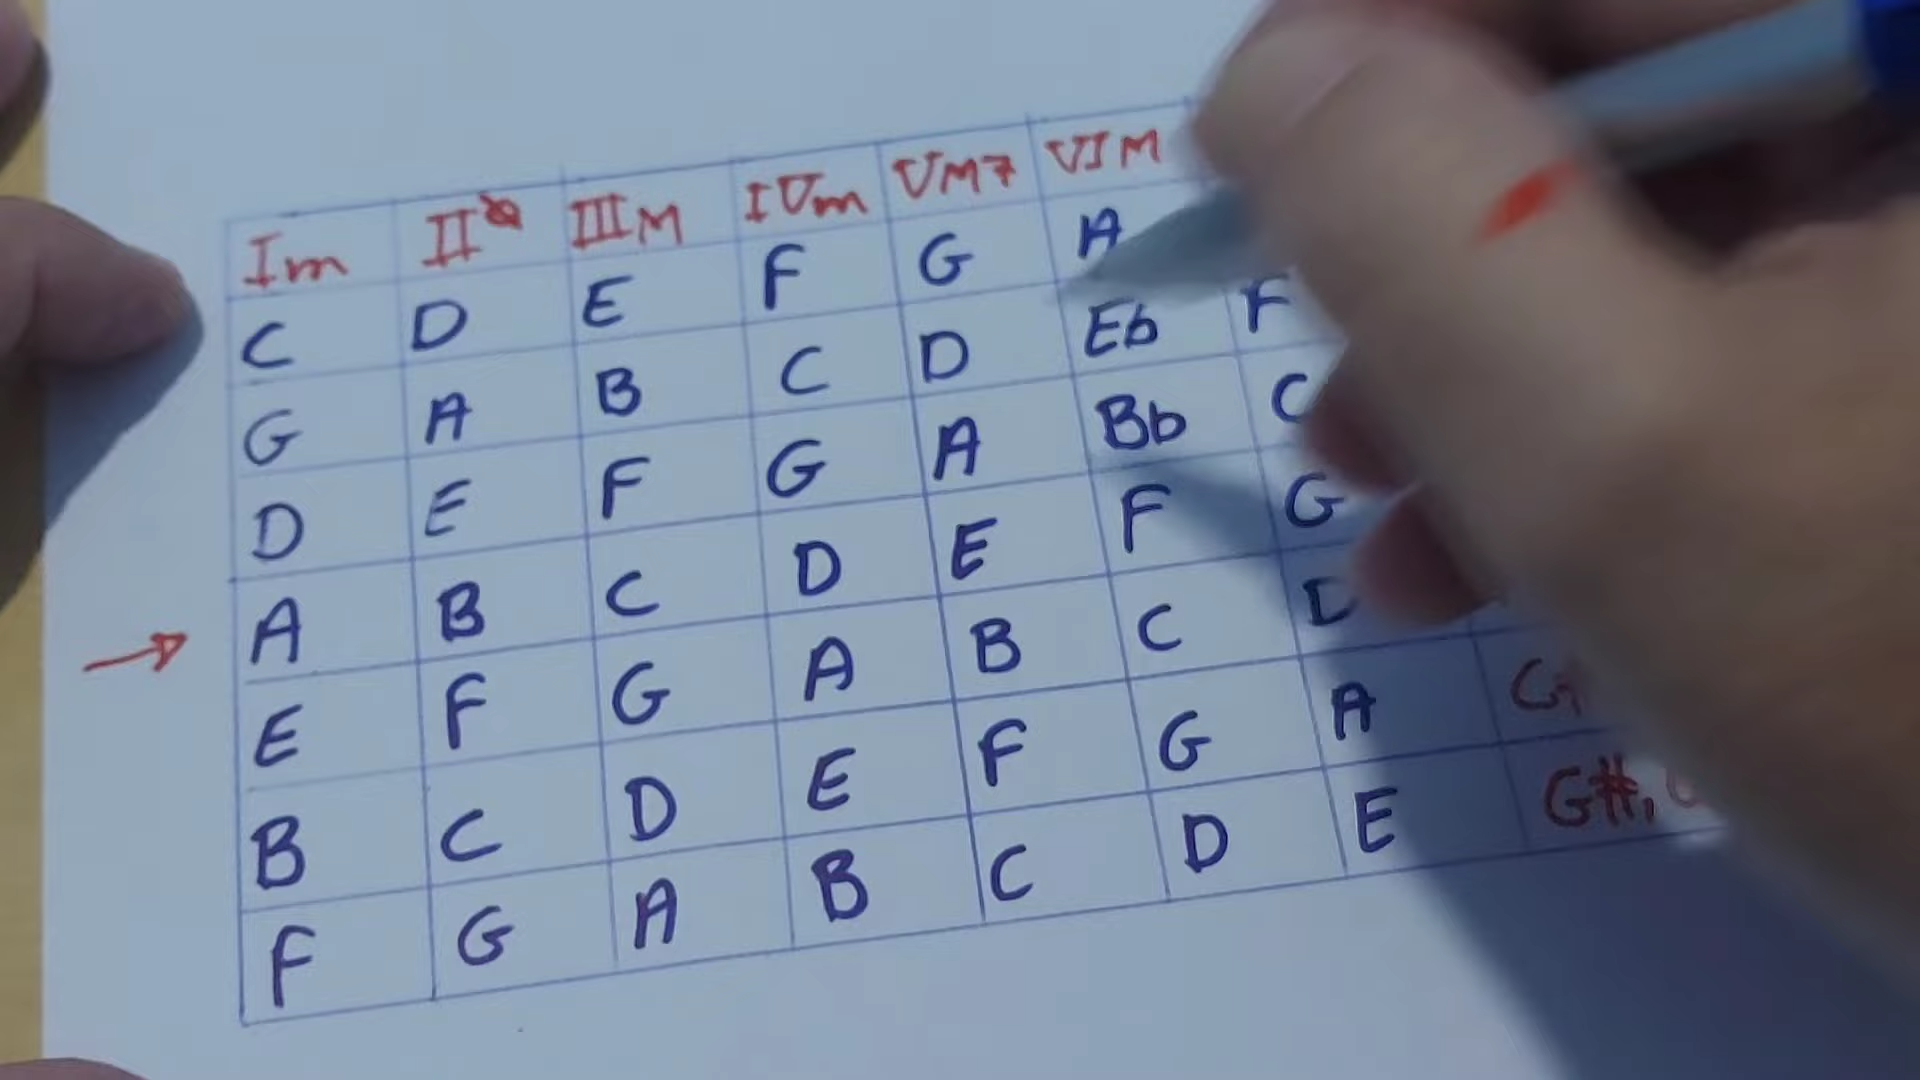 Im II IIIM IVm VM7 VIM
C D E F G A
G A B C D Eb F
D E F G A Bb C
A B C D E F G
E F G A B C D
B C D E F G A
F G A B C D E G#,